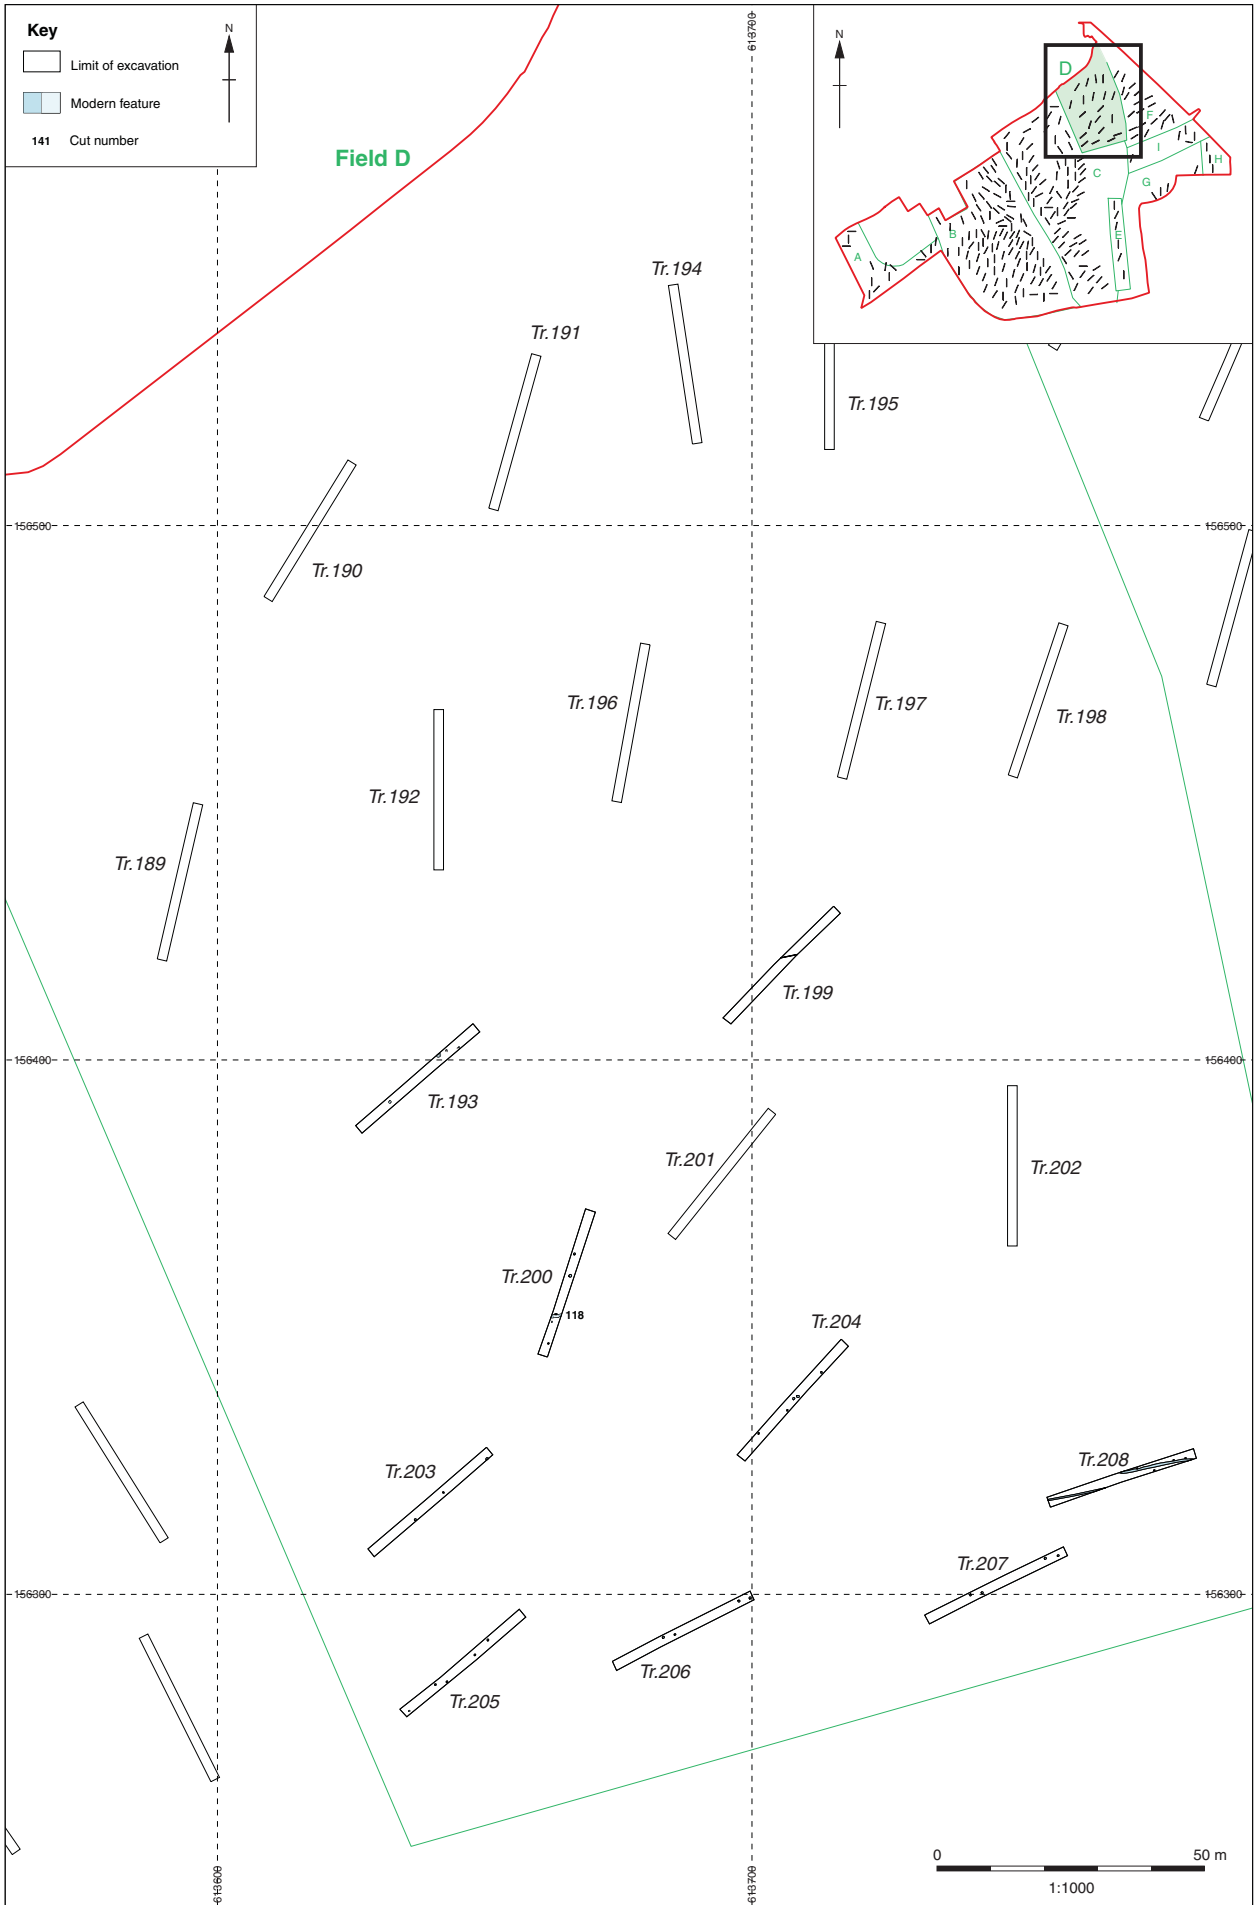 Key
N
Limit of excavation
Modern feature
141 Cut number
Field D
613700
N
D
F
I
H
C
G
E
B
A
Tr.194
Tr.191
Tr.195
156500
156500
Tr.190
Tr.196
Tr.197
Tr.198
Tr.192
Tr.189
Tr.199
156400
156400
Tr.193
Tr.201
Tr.202
Tr.200
118
Tr.204
Tr.203
Tr.208
Tr.207
156300
156300
Tr.206
Tr.205
613600
613700
0 50 m
1:1000